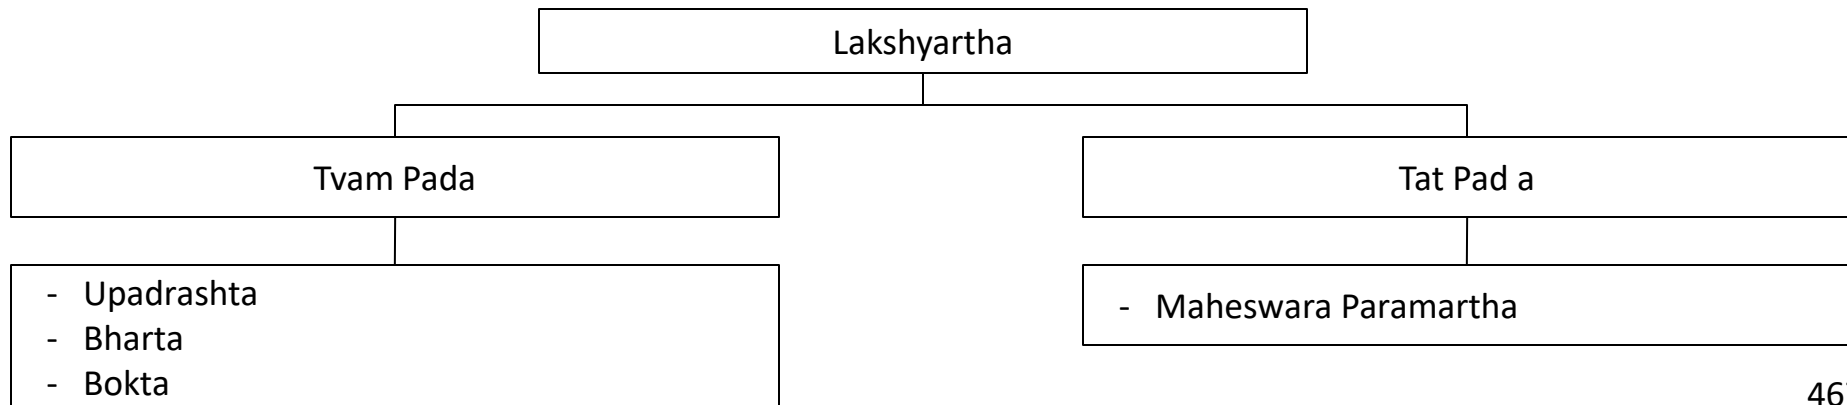 Lakshyartha
Tvam Pada
Tat Pad a
- Upadrashta
- Bharta
- Bokta
- Maheswara Paramartha